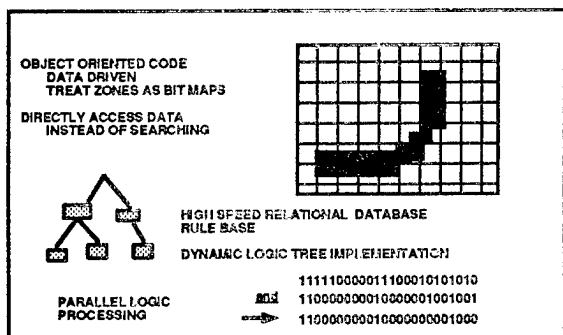 OBJECT ORIENTED CODE
DATA DRIVEN
TREAT ZONES AS BIT MAPS
DIRECTLY ACCESS DATA
INSTEAD OF SEARCHING
HIGH SPEED RELATIONAL DATABASE
RULE BASE
DYNAMIC LOGIC TREE IMPLEMENTATION
PARALLEL LOGIC
PROCESSING
111110000011100010101010
and
110000000010000001001001
110000000010000000001000